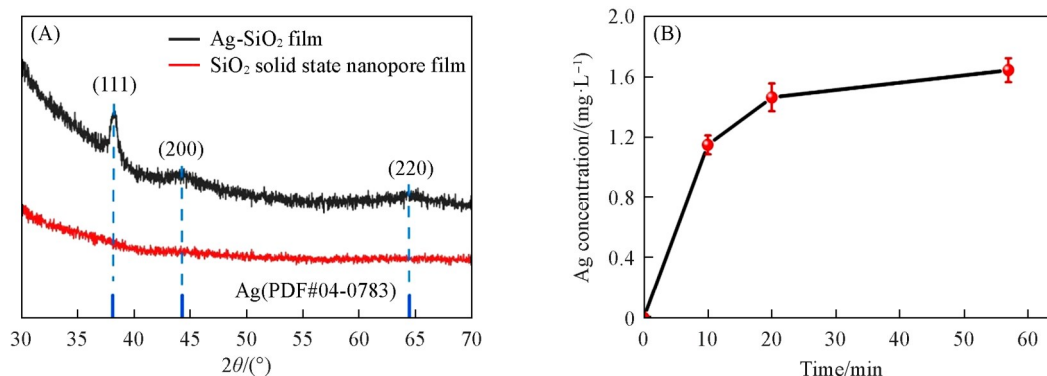 (A)
Ag-SiO₂ film
SiO₂ solid state nanopore film
(111)
(200)
(220)
Ag(PDF#04-0783)
30 35 40 45 50 55 60 65 70
2θ/(°)
(B)
2.0
1.6
1.2
0.8
0.4
0
Ag concentration/(mg·L⁻¹)
0 10 20 30 40 50 60
Time/min